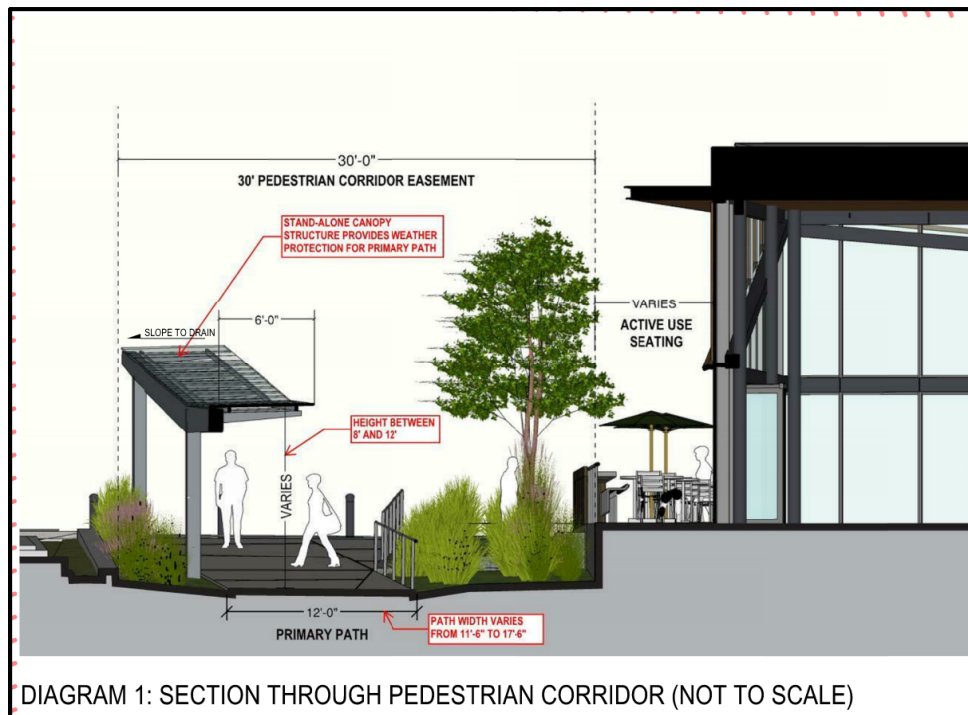 30'-0"
30' PEDESTRIAN CORRIDOR EASEMENT
STAND-ALONE CANOPY
STRUCTURE PROVIDES WEATHER
PROTECTION FOR PRIMARY PATH
VARIES
ACTIVE USE
SEATING
6'-0"
SLOPE TO DRAIN
HEIGHT BETWEEN
8' AND 12'
VARIES
12'-0"
PRIMARY PATH
PATH WIDTH VARIES
FROM 11'-6" TO 17'-6"
DIAGRAM 1: SECTION THROUGH PEDESTRIAN CORRIDOR (NOT TO SCALE)